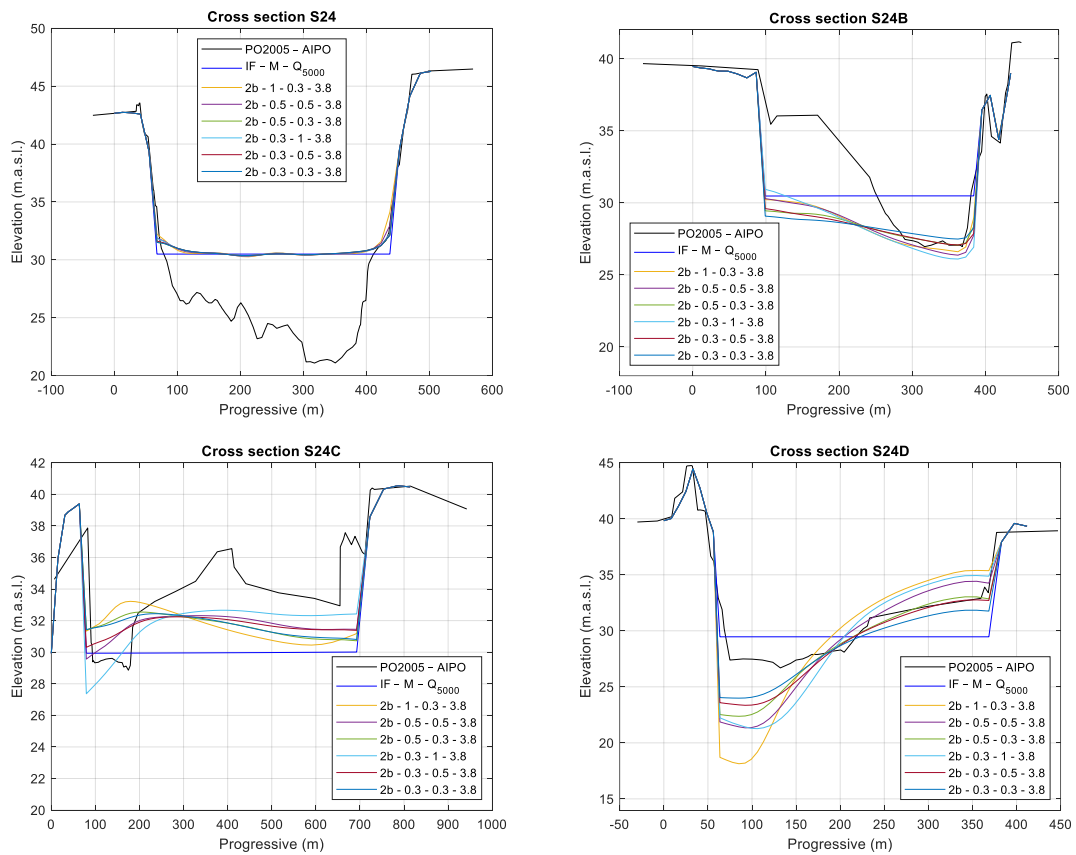 Cross section S24
50
45
40
35
30
25
20
Elevation (m.a.s.l.)
PO2005 – AIPO
IF – M – Q5000
2b - 1 - 0.3 - 3.8
2b - 0.5 - 0.5 - 3.8
2b - 0.5 - 0.3 - 3.8
2b - 0.3 - 1 - 3.8
2b - 0.3 - 0.5 - 3.8
2b - 0.3 - 0.3 - 3.8
-100 0 100 200 300 400 500 600
Progressive (m)
Cross section S24B
40
35
30
25
20
Elevation (m.a.s.l.)
PO2005 – AIPO
IF – M – Q5000
2b - 1 - 0.3 - 3.8
2b - 0.5 - 0.5 - 3.8
2b - 0.5 - 0.3 - 3.8
2b - 0.3 - 1 - 3.8
2b - 0.3 - 0.5 - 3.8
2b - 0.3 - 0.3 - 3.8
-100 0 100 200 300 400 500
Progressive (m)
Cross section S24C
42
40
38
36
34
32
30
28
26
24
22
20
Elevation (m.a.s.l.)
PO2005 – AIPO
IF – M – Q5000
2b - 1 - 0.3 - 3.8
2b - 0.5 - 0.5 - 3.8
2b - 0.5 - 0.3 - 3.8
2b - 0.3 - 1 - 3.8
2b - 0.3 - 0.5 - 3.8
2b - 0.3 - 0.3 - 3.8
0 100 200 300 400 500 600 700 800 900 1000
Progressive (m)
Cross section S24D
45
40
35
30
25
20
15
Elevation (m.a.s.l.)
PO2005 – AIPO
IF – M – Q5000
2b - 1 - 0.3 - 3.8
2b - 0.5 - 0.5 - 3.8
2b - 0.5 - 0.3 - 3.8
2b - 0.3 - 1 - 3.8
2b - 0.3 - 0.5 - 3.8
2b - 0.3 - 0.3 - 3.8
-50 0 50 100 150 200 250 300 350 400 450
Progressive (m)